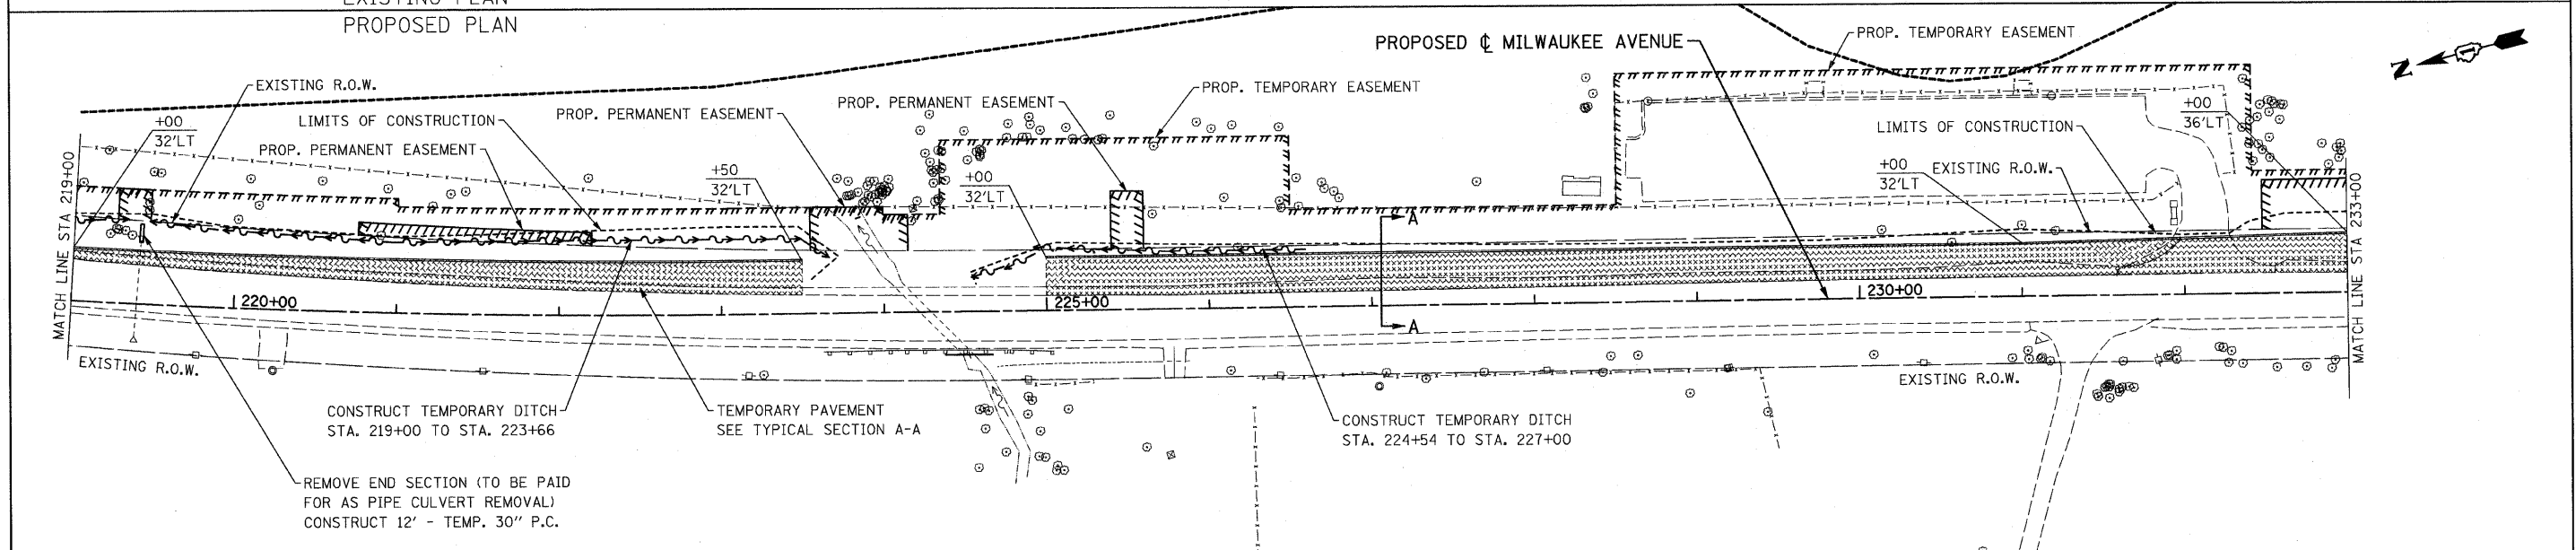 EXISTING PLAN
PROPOSED PLAN
PROPOSED ℄ MILWAUKEE AVENUE
PROP. TEMPORARY EASEMENT
N
EXISTING R.O.W.
PROP. PERMANENT EASEMENT
PROP. PERMANENT EASEMENT
PROP. TEMPORARY EASEMENT
+00
32'LT
LIMITS OF CONSTRUCTION
PROP. PERMANENT EASEMENT
+00
36'LT
LIMITS OF CONSTRUCTION
+50
32'LT
+00
32'LT
+00
32'LT
EXISTING R.O.W.
MATCH LINE STA 219+00
MATCH LINE STA 233+00
A
A
220+00
225+00
230+00
EXISTING R.O.W.
EXISTING R.O.W.
CONSTRUCT TEMPORARY DITCH
STA. 219+00 TO STA. 223+66
TEMPORARY PAVEMENT
SEE TYPICAL SECTION A-A
CONSTRUCT TEMPORARY DITCH
STA. 224+54 TO STA. 227+00
REMOVE END SECTION (TO BE PAID
FOR AS PIPE CULVERT REMOVAL)
CONSTRUCT 12' - TEMP. 30" P.C.